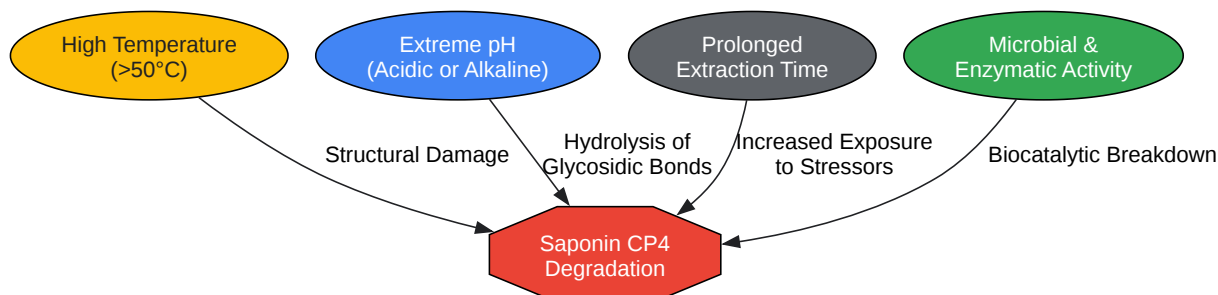 High Temperature
(>50°C)
Extreme pH
(Acidic or Alkaline)
Prolonged
Extraction Time
Microbial &
Enzymatic Activity
Structural Damage
Hydrolysis of
Glycosidic Bonds
Increased Exposure
to Stressors
Biocatalytic Breakdown
Saponin CP4
Degradation